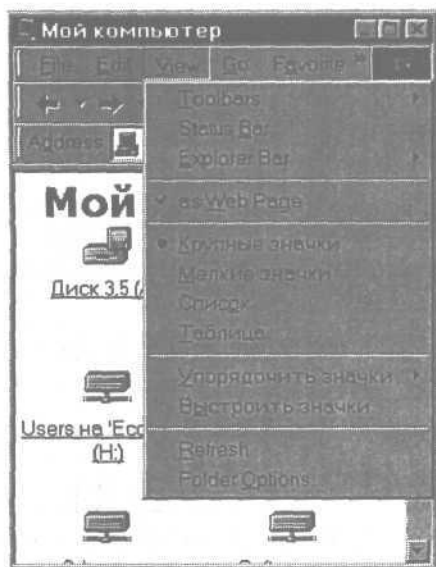 Мой компьютер
File Edit View Go Favorite »
Address
Toolbars
Status Bar
Explorer Bar
as Web Page
Крупные значки
Мелкие значки
Список
Таблица
Упорядочить значки
Выстроить значки
Refresh
Folder Options
Мой
Диск 3,5 (
Users на 'Eco
(H:)